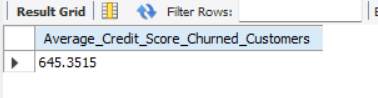 Result Grid Filter Rows:
Average_Credit_Score_Churned_Customers
645.3515